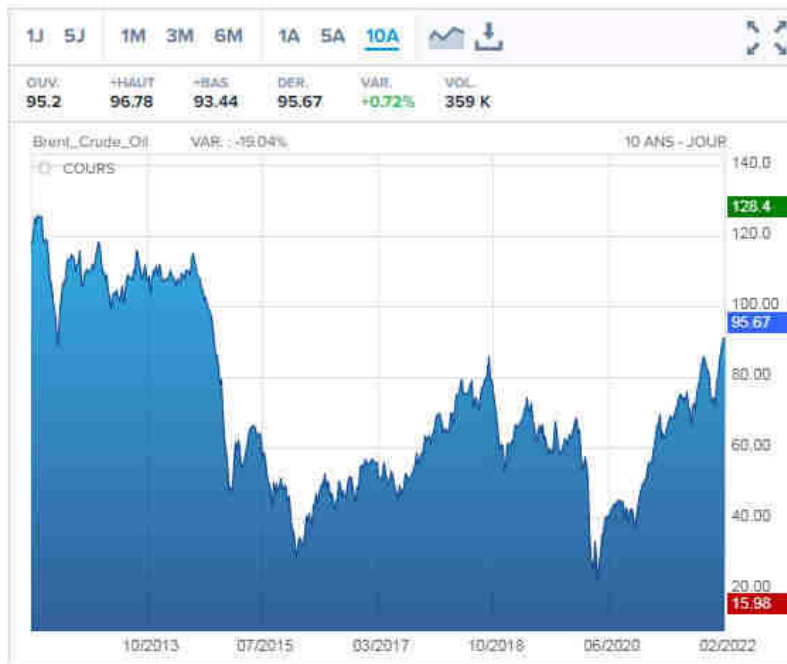 1J 5J 1M 3M 6M 1A 5A 10A
OUV. +HAUT -BAS DER. VAR. VOL.
95.2 96.78 93.44 95.67 +0.72% 359 K
Brent_Crude_Oil VAR. : -19.04% 10 ANS - JOUR
COURS
140.0
128.4
120.0
100.00
95.67
80.00
60.00
40.00
20.00
15.98
10/2013 07/2015 03/2017 10/2018 06/2020 02/2022